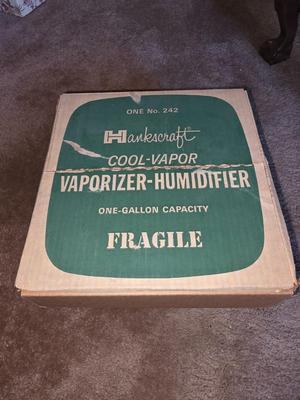 ONE No. 242
Hankscraft®
COOL-VAPOR
VAPORIZER-HUMIDIFIER
ONE-GALLON CAPACITY
FRAGILE